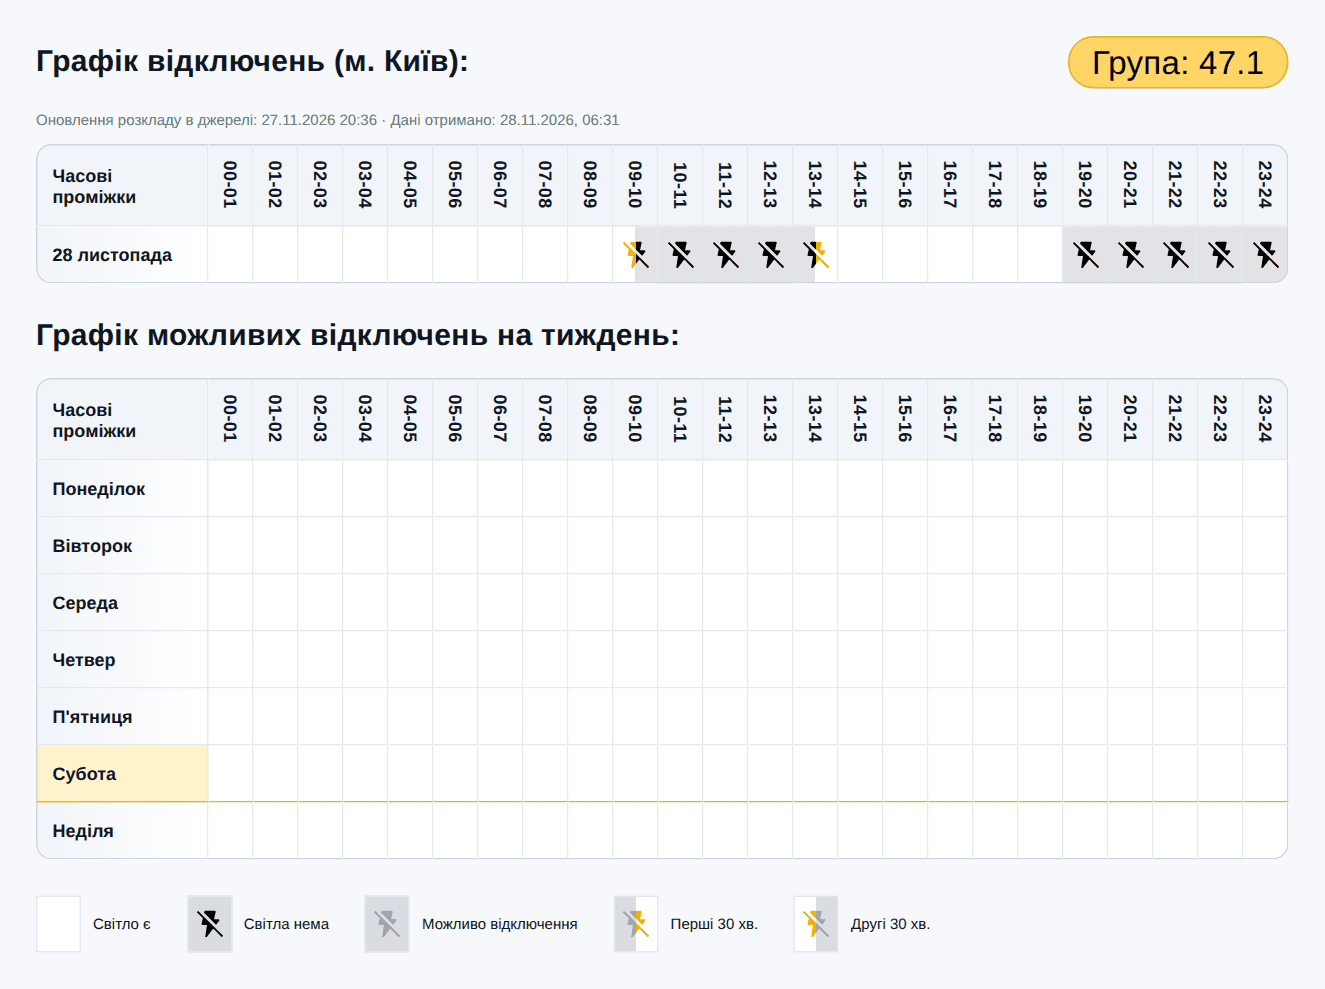 Графік відключень (м. Київ):
Група: 47.1
Оновлення розкладу в джерелі: 27.11.2026 20:36 · Дані отримано: 28.11.2026, 06:31
Часові проміжки 00-01 01-02 02-03 03-04 04-05 05-06 06-07 07-08 08-09 09-10 10-11 11-12 12-13 13-14 14-15 15-16 16-17 17-18 18-19 19-20 20-21 21-22 22-23 23-24
28 листопада
Графік можливих відключень на тиждень:
Часові проміжки 00-01 01-02 02-03 03-04 04-05 05-06 06-07 07-08 08-09 09-10 10-11 11-12 12-13 13-14 14-15 15-16 16-17 17-18 18-19 19-20 20-21 21-22 22-23 23-24
Понеділок
Вівторок
Середа
Четвер
П'ятниця
Субота
Неділя
Світло є Світла нема Можливо відключення Перші 30 хв. Другі 30 хв.